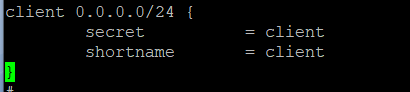 client 0.0.0.0/24 {
        secret          = client
        shortname       = client
}
#